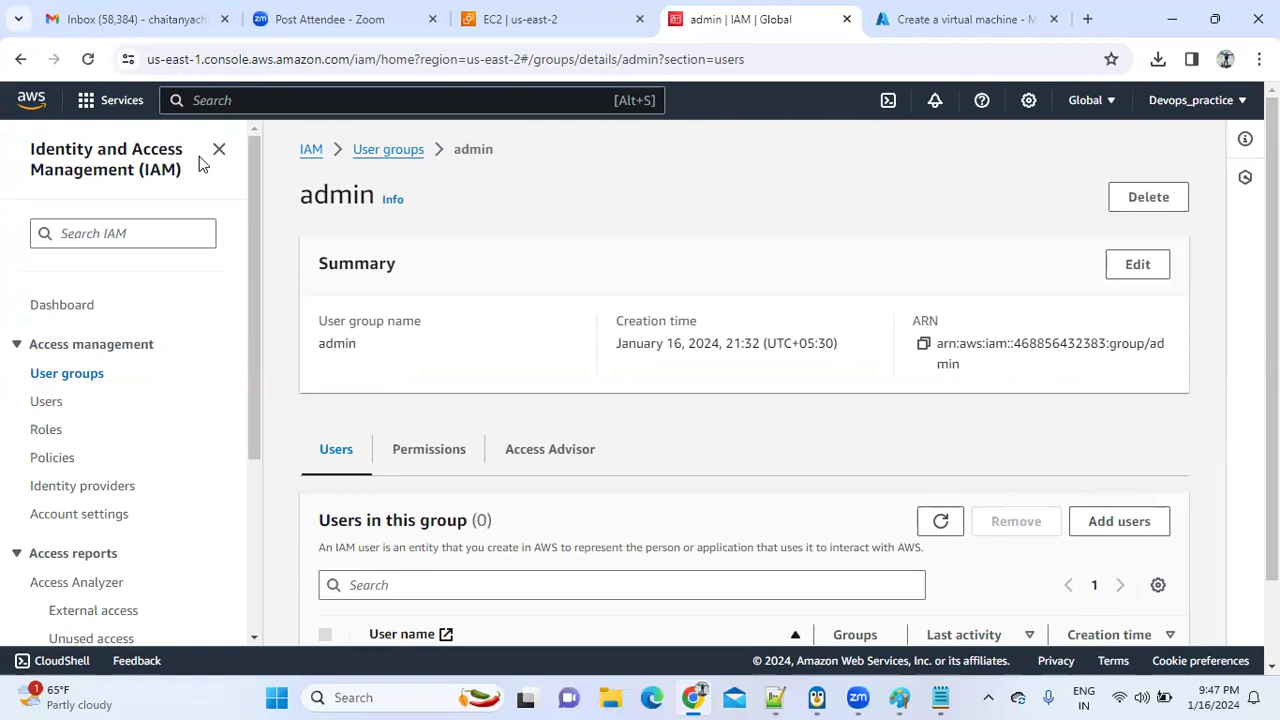 Inbox (58,384) - chaitanyach
Post Attendee - Zoom
EC2 | us-east-2
admin | IAM | Global
Create a virtual machine - M
us-east-1.console.aws.amazon.com/iam/home?region=us-east-2#/groups/details/admin?section=users
aws
Services
Search
[Alt+S]
Global
Devops_practice
Identity and Access
Management (IAM)
Search IAM
Dashboard
Access management
User groups
Users
Roles
Policies
Identity providers
Account settings
Access reports
Access Analyzer
External access
Unused access
IAM
User groups
admin
admin
Info
Delete
Summary
Edit
User group name
admin
Creation time
January 16, 2024, 21:32 (UTC+05:30)
ARN
arn:aws:iam::468856432383:group/ad
min
Users
Permissions
Access Advisor
Users in this group (0)
Remove
Add users
An IAM user is an entity that you create in AWS to represent the person or application that uses it to interact with AWS.
Search
1
User name
Groups
Last activity
Creation time
CloudShell
Feedback
© 2024, Amazon Web Services, Inc. or its affiliates.
Privacy
Terms
Cookie preferences
1
65°F
Partly cloudy
Search
zm
ENG
IN
9:47 PM
1/16/2024